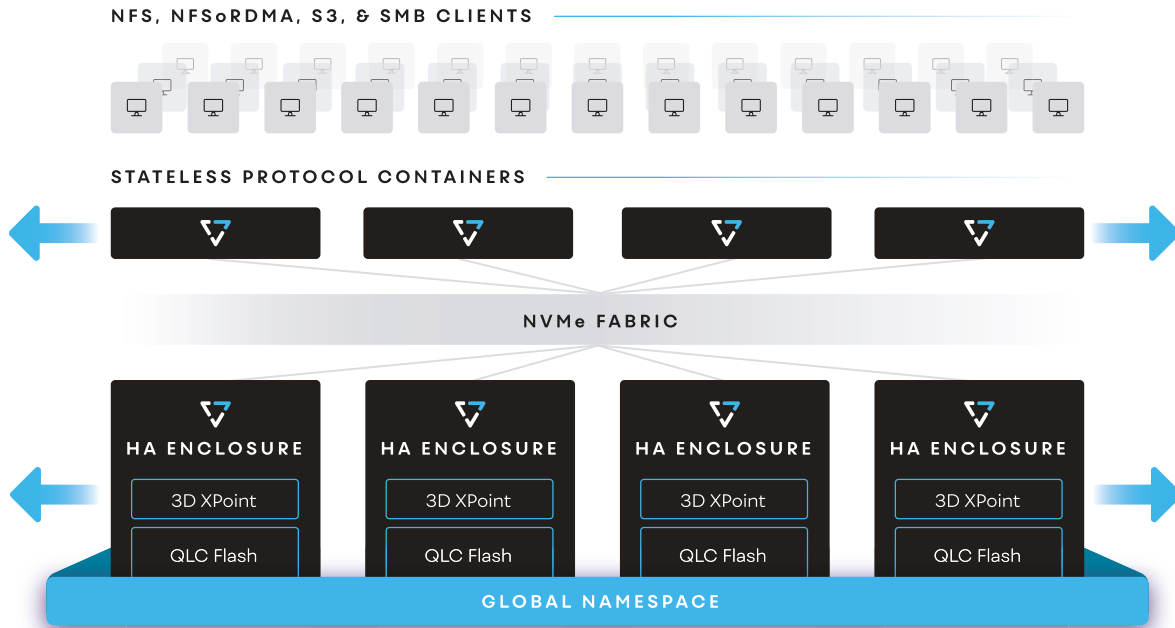 NFS, NFSoRDMA, S3, & SMB CLIENTS
STATELESS PROTOCOL CONTAINERS
NVMe FABRIC
HA ENCLOSURE
3D XPoint
QLC Flash
HA ENCLOSURE
3D XPoint
QLC Flash
HA ENCLOSURE
3D XPoint
QLC Flash
HA ENCLOSURE
3D XPoint
QLC Flash
GLOBAL NAMESPACE